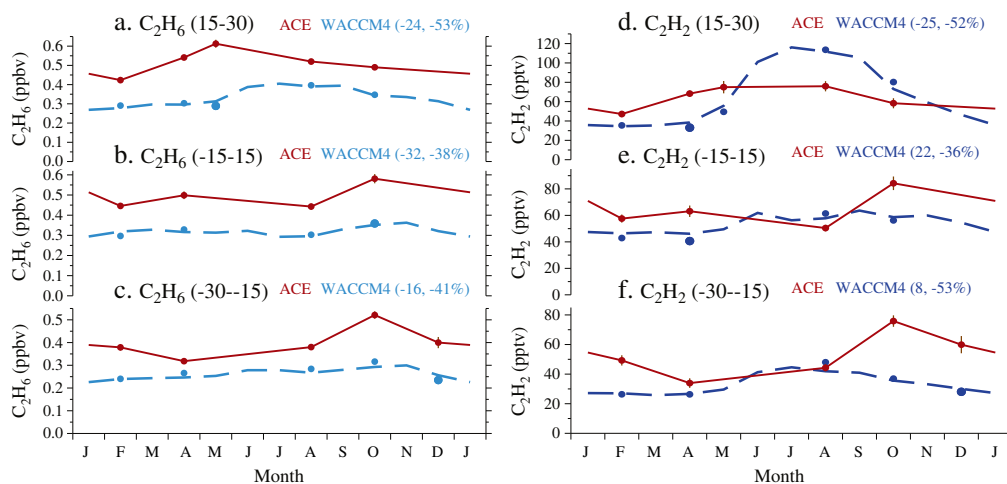 a. C₂H₆ (15-30) ACE WACCM4 (-24, -53%)
C₂H₆ (ppbv)
0.6
0.5
0.4
0.3
0.2
0.1
0.0
b. C₂H₆ (-15-15) ACE WACCM4 (-32, -38%)
C₂H₆ (ppbv)
0.6
0.5
0.4
0.3
0.2
0.1
0.0
c. C₂H₆ (-30--15) ACE WACCM4 (-16, -41%)
C₂H₆ (ppbv)
0.5
0.4
0.3
0.2
0.1
0.0
J F M A M J J A S O N D J
Month
d. C₂H₂ (15-30) ACE WACCM4 (-25, -52%)
C₂H₂ (pptv)
120
100
80
60
40
20
0
e. C₂H₂ (-15-15) ACE WACCM4 (22, -36%)
C₂H₂ (pptv)
80
60
40
20
0
f. C₂H₂ (-30--15) ACE WACCM4 (8, -53%)
C₂H₂ (pptv)
80
60
40
20
0
J F M A M J J A S O N D J
Month